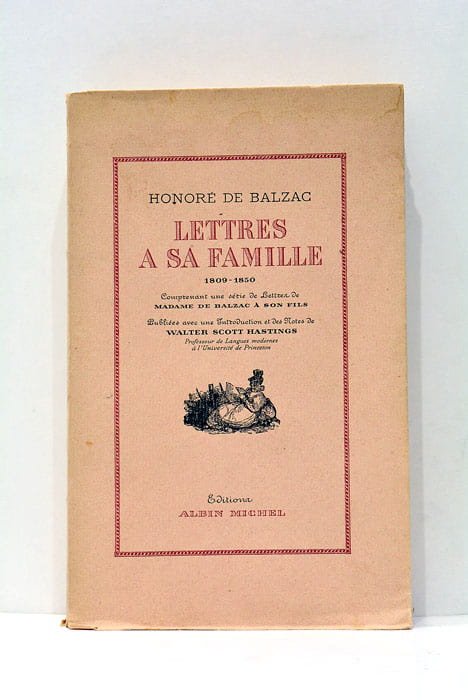 HONORÉ DE BALZAC
LETTRES
A SA FAMILLE
1809-1850
Comprenant une série de Lettres de
MADAME DE BALZAC À SON FILS
Publiées avec une Introduction et des Notes de
WALTER SCOTT HASTINGS
Professeur de Langues modernes
à l'Université de Princeton
Editions
ALBIN MICHEL